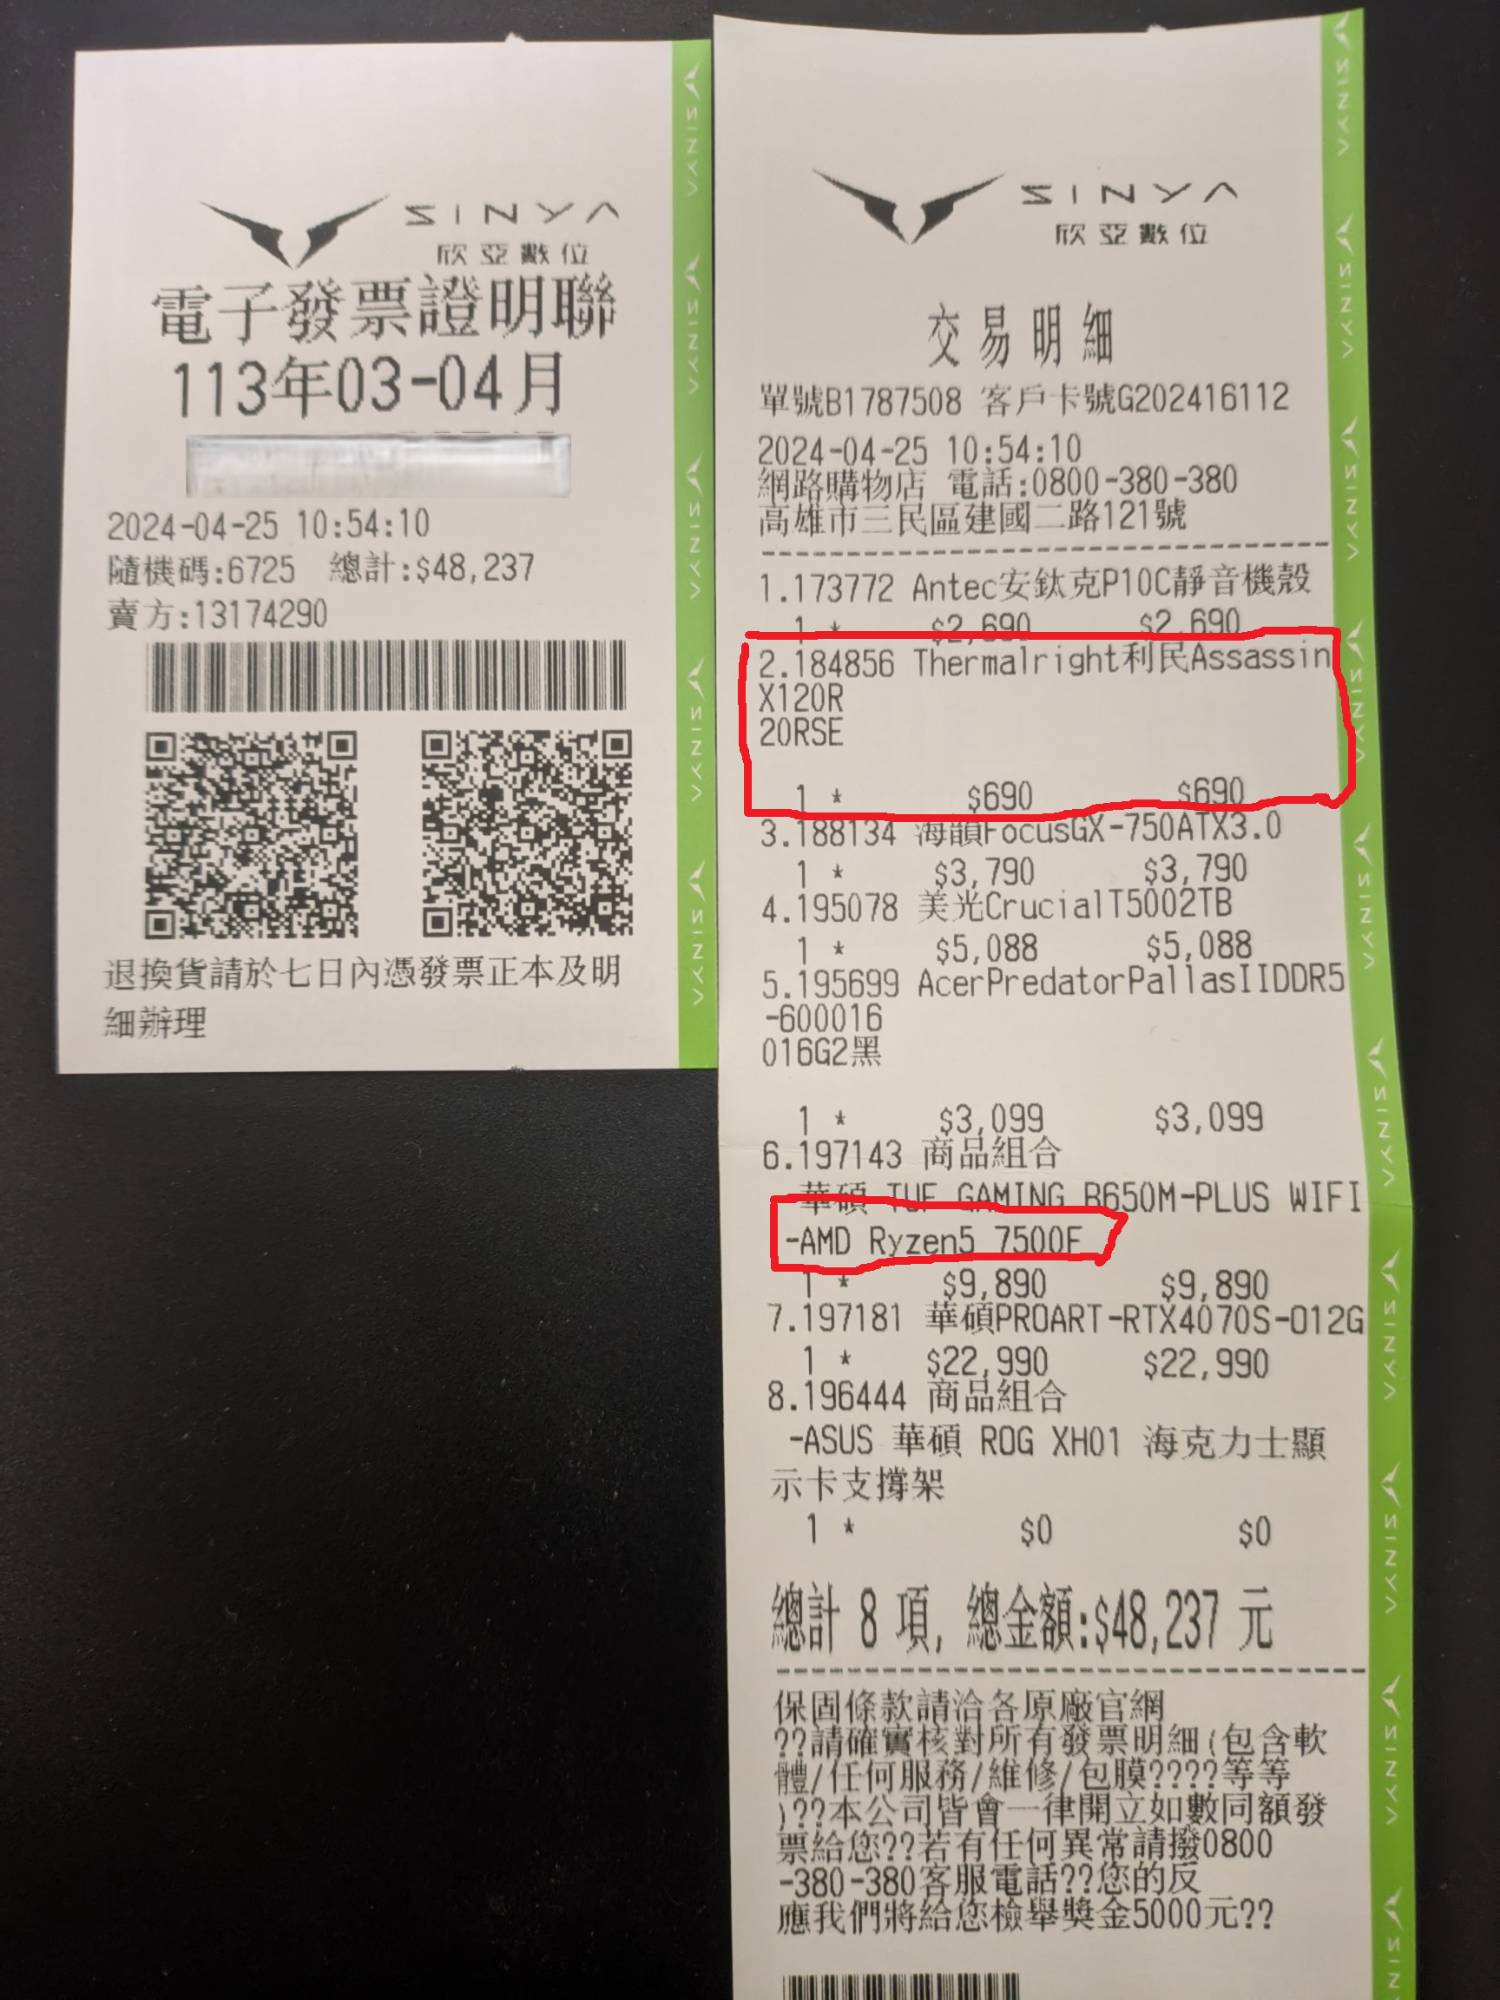 SINYA
欣亞數位
電子發票證明聯
113年03-04月
2024-04-25 10:54:10
隨機碼:6725 總計:$48,237
賣方:13174290
退換貨請於七日內憑發票正本及明
細辦理
SINYA
欣亞數位
交易明細
單號B1787508 客戶卡號G202416112
2024-04-25 10:54:10
網路購物店 電話:0800-380-380
高雄市三民區建國二路121號
1.173772 Antec安鈦克P10C靜音機殼
1 * $2,690 $2,690
2.184856 Thermalright利民Assassin
X120R
20RSE
1 * $690 $690
3.188134 海韻FocusGX-750ATX3.0
1 * $3,790 $3,790
4.195078 美光CrucialT5002TB
1 * $5,088 $5,088
5.195699 AcerPredatorPallasIIDDR5
-600016
016G2黑
1 * $3,099 $3,099
6.197143 商品組合
華碩 TUF GAMING B650M-PLUS WIFI
-AMD Ryzen5 7500F
1 * $9,890 $9,890
7.197181 華碩PROART-RTX4070S-O12G
1 * $22,990 $22,990
8.196444 商品組合
-ASUS 華碩 ROG XH01 海克力士顯
示卡支撐架
1 * $0 $0
總計 8 項, 總金額:$48,237 元
保固條款請洽各原廠官網
??請確實核對所有發票明細(包含軟
體/任何服務/維修/包膜????等等
)??本公司皆會一律開立如數同額發
票給您??若有任何異常請撥0800
-380-380客服電話??您的反
應我們將給您檢舉獎金5000元??